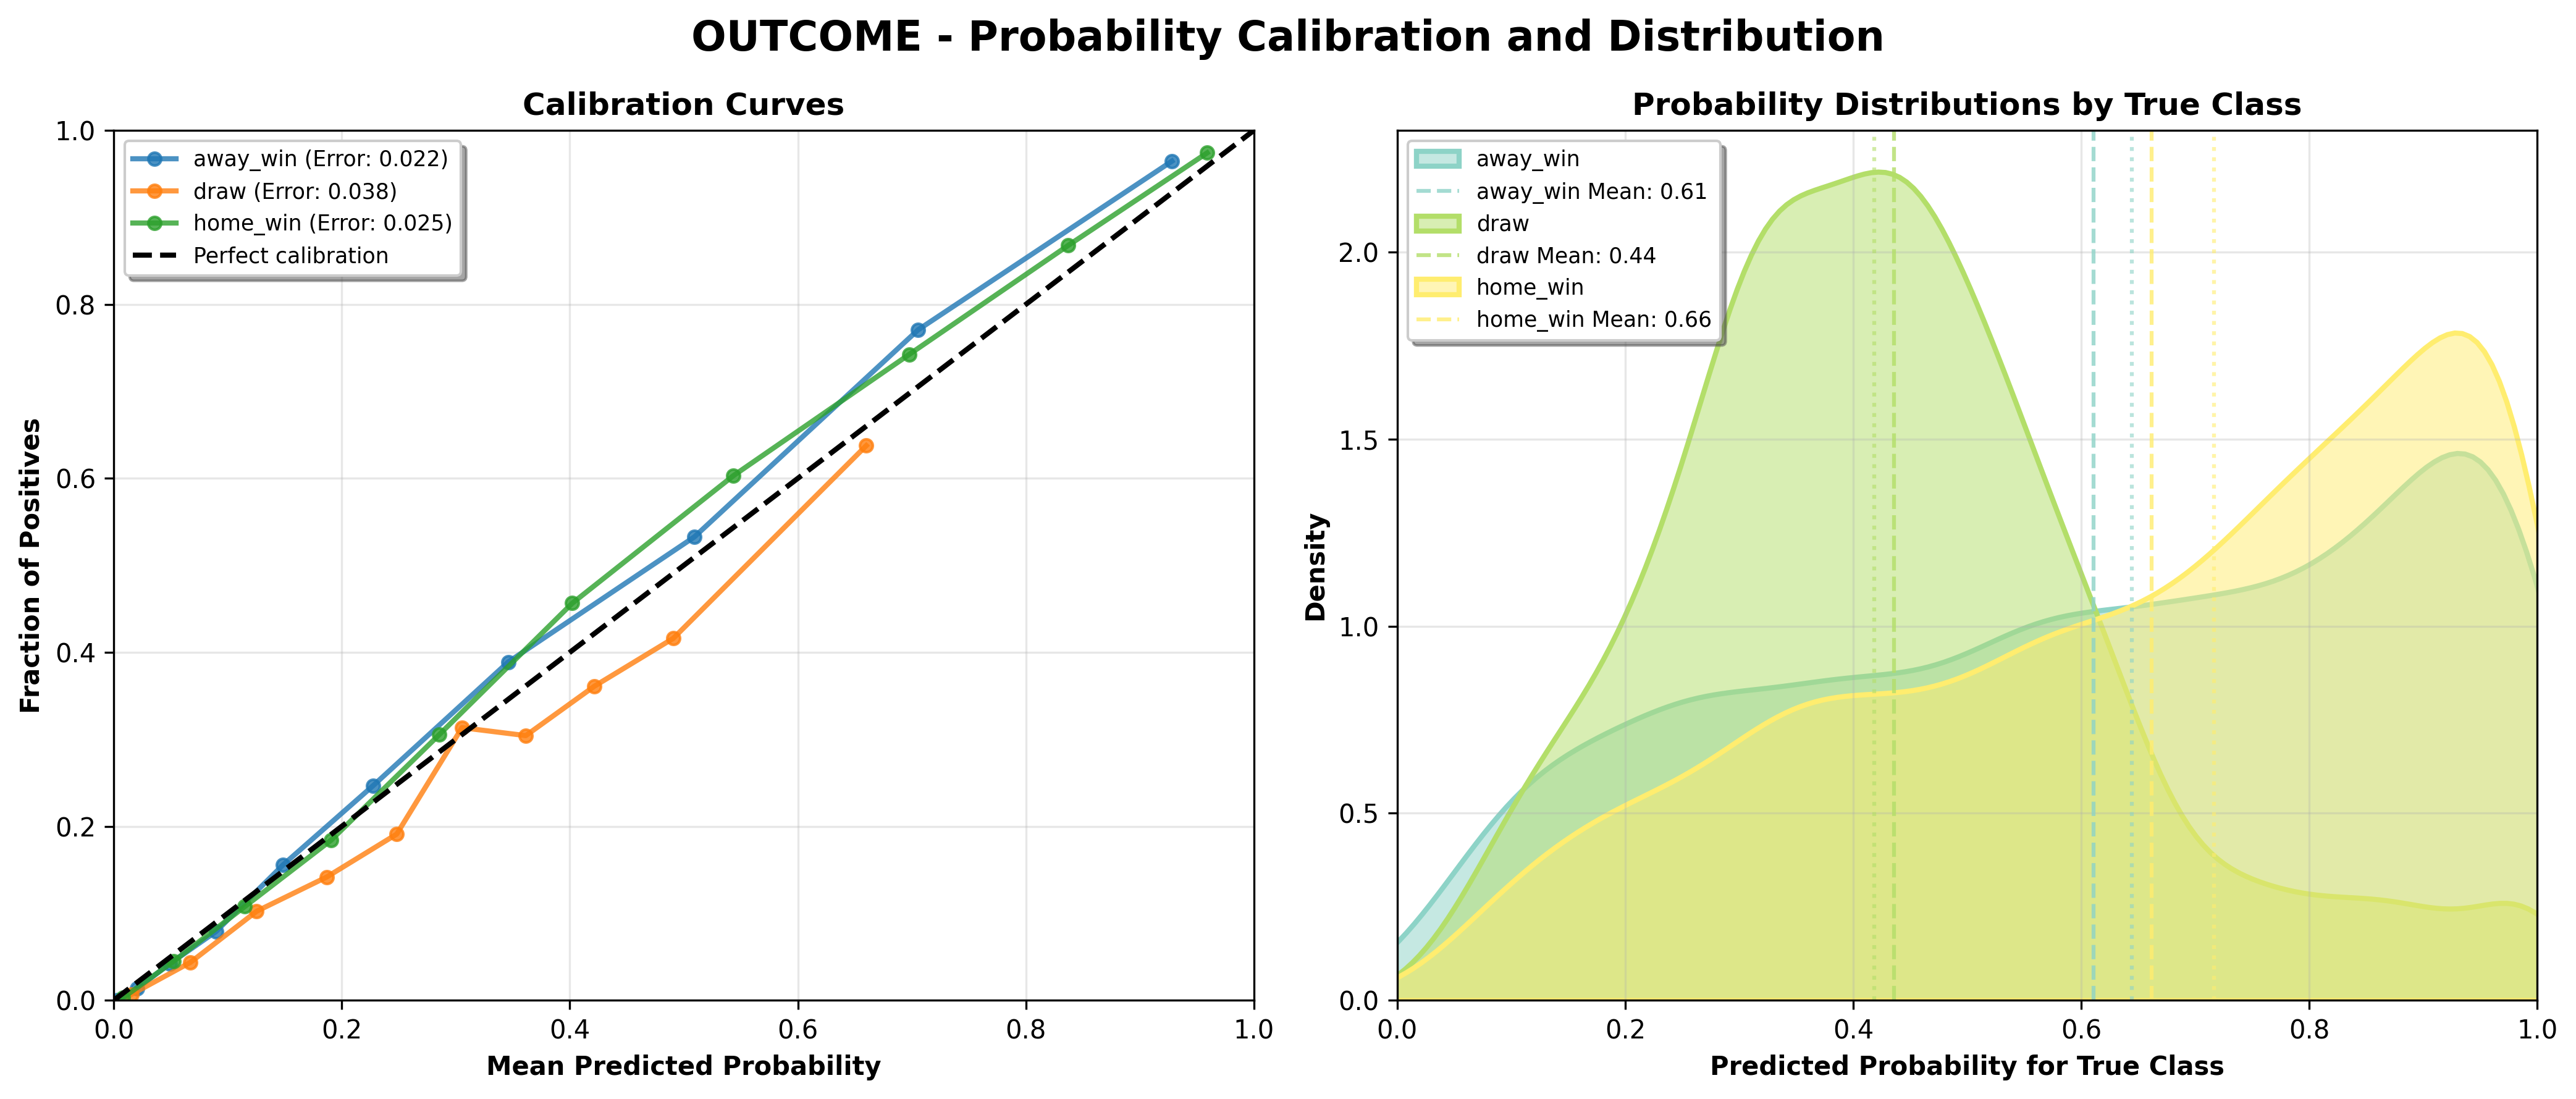 OUTCOME - Probability Calibration and Distribution
Calibration Curves
away_win (Error: 0.022)
draw (Error: 0.038)
home_win (Error: 0.025)
Perfect calibration
Fraction of Positives
1.0
0.8
0.6
0.4
0.2
0.0
0.0 0.2 0.4 0.6 0.8 1.0
Mean Predicted Probability
Probability Distributions by True Class
away_win
away_win Mean: 0.61
draw
draw Mean: 0.44
home_win
home_win Mean: 0.66
Density
2.0
1.5
1.0
0.5
0.0
0.0 0.2 0.4 0.6 0.8 1.0
Predicted Probability for True Class